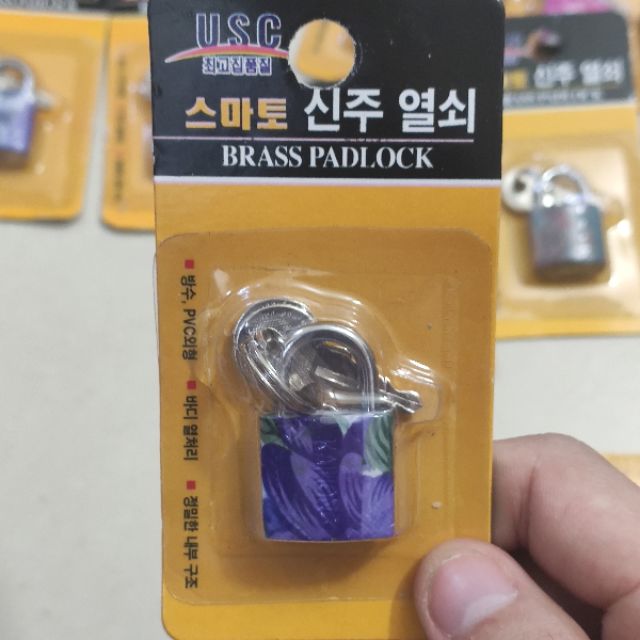 USC
최고집품질
스마토 신주 열쇠
BRASS PADLOCK
■ 방수, PVC외형
■ 바디 열처리
■ 정밀한 내부 구조
신주 열쇠